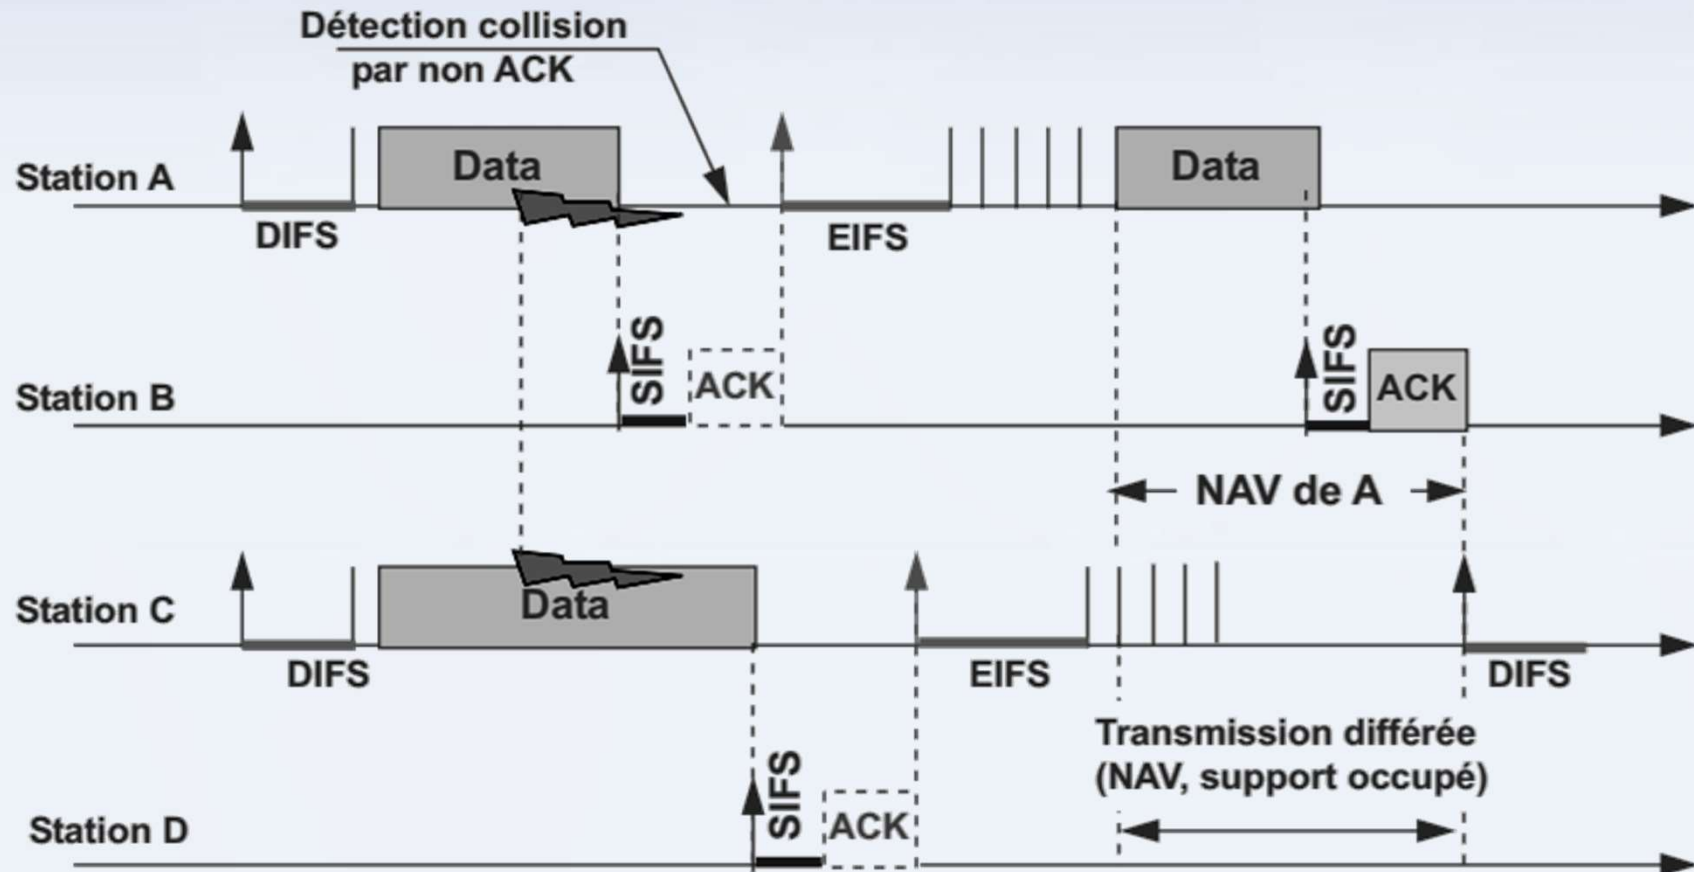 Détection collision
par non ACK
Station A
Data
Data
DIFS
EIFS
Station B
SIFS
ACK
SIFS
ACK
NAV de A
Station C
Data
DIFS
EIFS
DIFS
Transmission différée
(NAV, support occupé)
Station D
SIFS
ACK